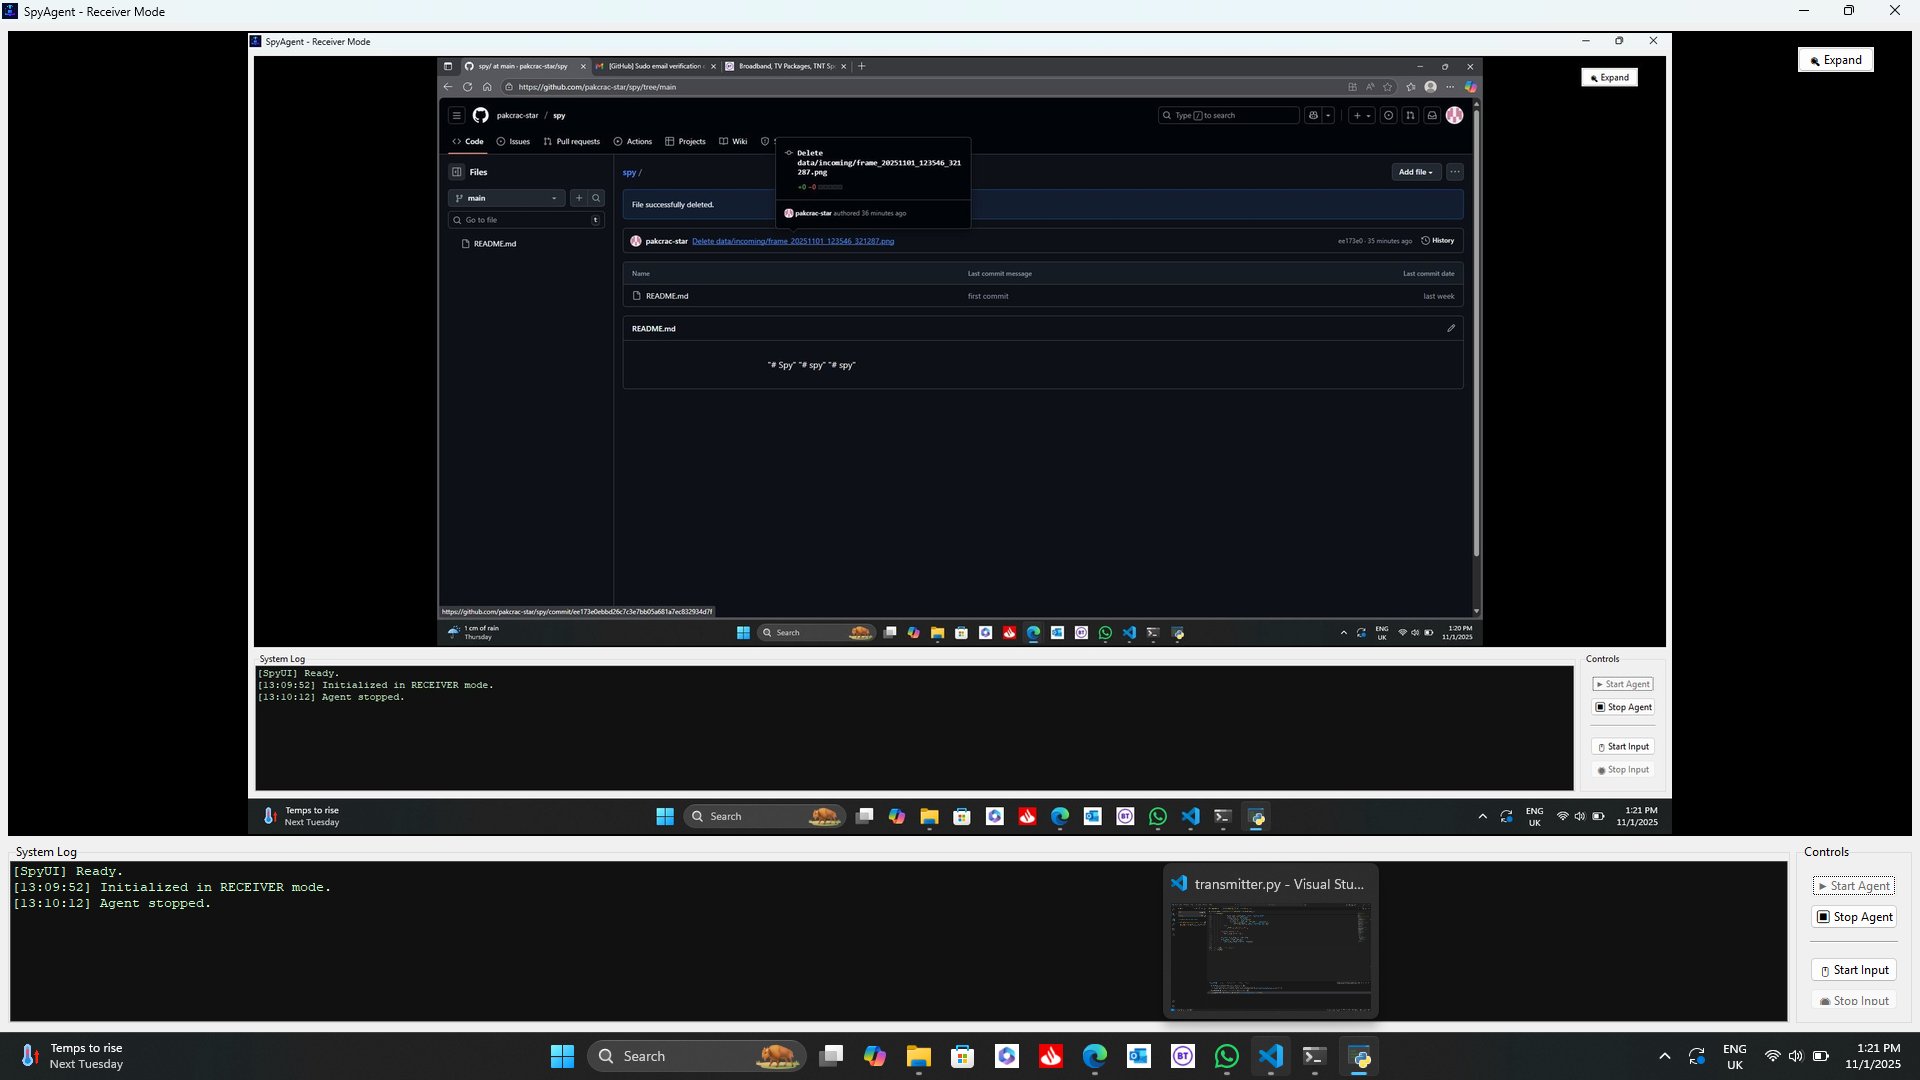 SpyAgent - Receiver Mode
SpyAgent - Receiver Mode
Expand
spy/ at main · pakcrac-star/spy
[GitHub] Sudo email verification
Broadband, TV Packages, TNT Sp
Expand
https://github.com/pakcrac-star/spy/tree/main
pakcrac-star / spy
Type / to search
Code
Issues
Pull requests
Actions
Projects
Wiki
Delete
data/incoming/frame_20251101_123546_321
287.png
+0 -0
pakcrac-star authored 36 minutes ago
Files
main
Go to file
t
README.md
spy /
Add file
File successfully deleted.
pakcrac-star Delete data/incoming/frame_20251101_123546_321287.png
ee173e0 · 35 minutes ago
History
Name
Last commit message
Last commit date
README.md
first commit
last week
README.md
"# Spy" "# spy" "# spy"
https://github.com/pakcrac-star/spy/commit/ee173e0ebbd26c7c3e7bb05a681a7ec832934d7f
1 cm of rain
Thursday
Search
ENG
UK
1:20 PM
11/1/2025
System Log
[SpyUI] Ready.
[13:09:52] Initialized in RECEIVER mode.
[13:10:12] Agent stopped.
Controls
Start Agent
Stop Agent
Start Input
Stop Input
Temps to rise
Next Tuesday
Search
BT
ENG
UK
1:21 PM
11/1/2025
System Log
[SpyUI] Ready.
[13:09:52] Initialized in RECEIVER mode.
[13:10:12] Agent stopped.
transmitter.py - Visual Stu...
Controls
Start Agent
Stop Agent
Start Input
Stop Input
Temps to rise
Next Tuesday
Search
BT
ENG
UK
1:21 PM
11/1/2025